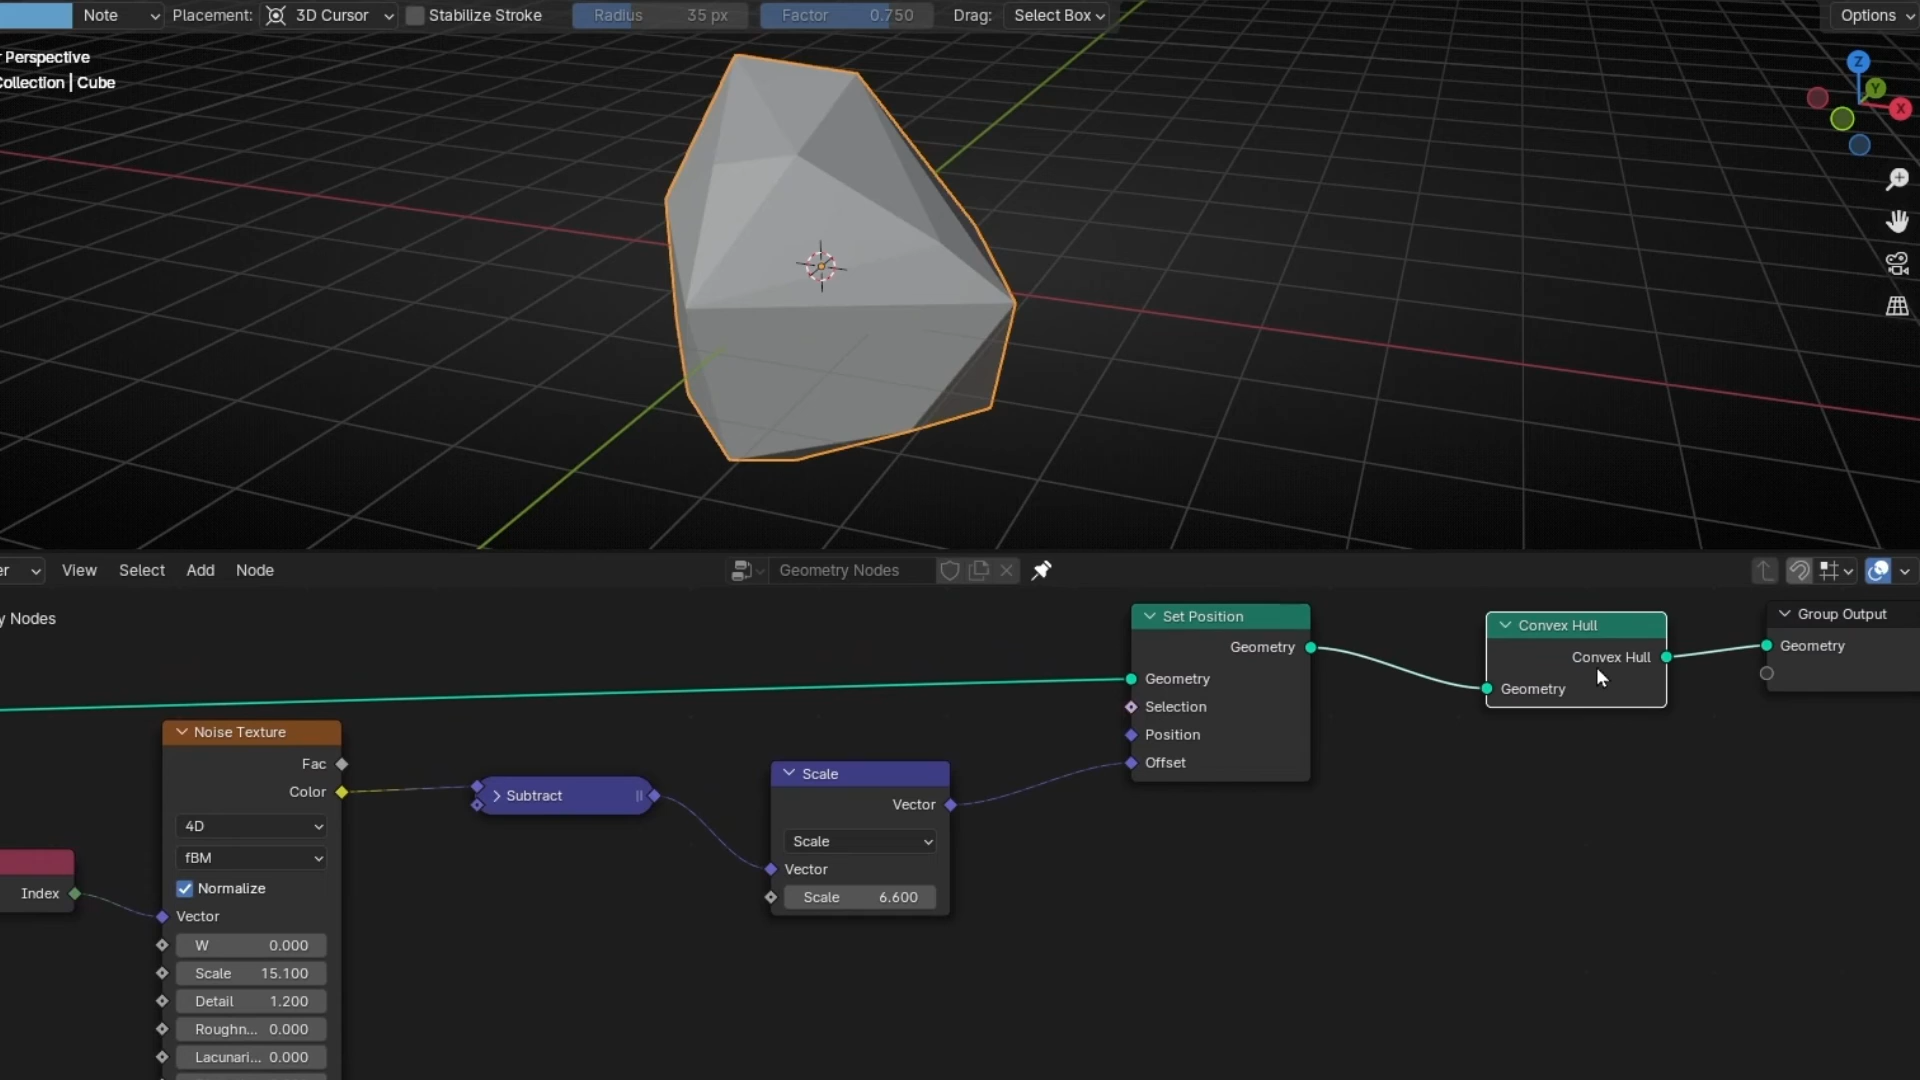 Note Placement: 3D Cursor Stabilize Stroke Radius 35 px Factor 0.750 Drag: Select Box Options
r Perspective
ollection | Cube
Z
Y
X
er View Select Add Node Geometry Nodes
y Nodes
Set Position
Geometry
Geometry
Selection
Position
Offset
Convex Hull
Convex Hull
Geometry
Group Output
Geometry
Noise Texture
Fac
Color
4D
fBM
Normalize
Vector
W 0.000
Scale 15.100
Detail 1.200
Roughn... 0.000
Lacunari... 0.000
Index
Subtract
Scale
Vector
Scale
Vector
Scale 6.600